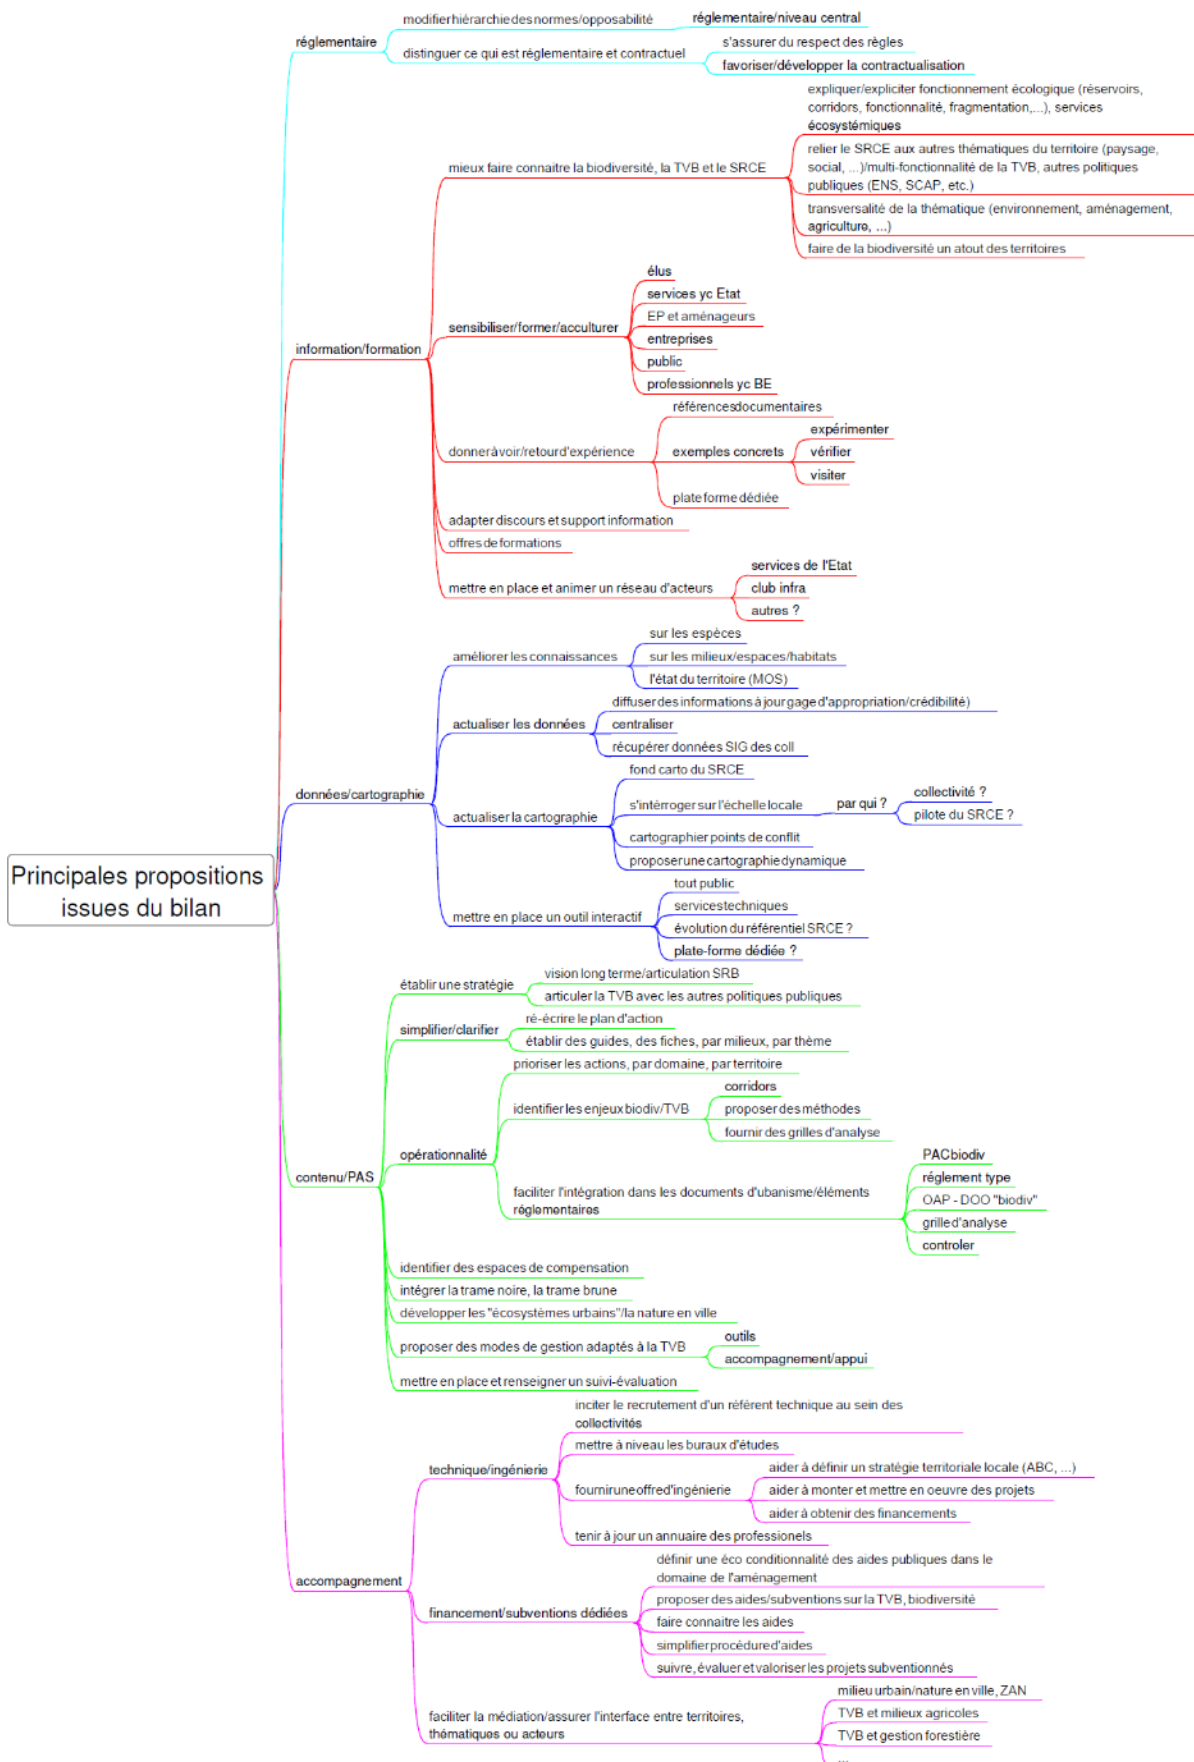 Principales propositions
issues du bilan
réglementaire
modifier hiérarchie des normes/opposabilité
réglementaire/niveau central
distinguer ce qui est réglementaire et contractuel
s'assurer du respect des règles
favoriser/développer la contractualisation
information/formation
mieux faire connaitre la biodiversité, la TVB et le SRCE
expliquer/expliciter fonctionnement écologique (réservoirs,
corridors, fonctionnalité, fragmentation,...), services
écosystémiques
relier le SRCE aux autres thématiques du territoire (paysage,
social, ...)/multi-fonctionnalité de la TVB, autres politiques
publiques (ENS, SCAP, etc.)
transversalité de la thématique (environnement, aménagement,
agriculture, ...)
faire de la biodiversité un atout des territoires
sensibiliser/former/acculturer
élus
services yc Etat
EP et aménageurs
entreprises
public
professionnels yc BE
donner à voir/retour d'expérience
références documentaires
exemples concrets
expérimenter
vérifier
visiter
plate forme dédiée
adapter discours et support information
offres de formations
mettre en place et animer un réseau d'acteurs
services de l'Etat
club infra
autres ?
données/cartographie
améliorer les connaissances
sur les espèces
sur les milieux/espaces/habitats
l'état du territoire (MOS)
actualiser les données
diffuser des informations à jour gage d'appropriation/crédibilité)
centraliser
récupérer données SIG des coll
actualiser la cartographie
fond carto du SRCE
s'intérroger sur l'échelle locale
par qui ?
collectivité ?
pilote du SRCE ?
cartographier points de conflit
proposer une cartographie dynamique
mettre en place un outil interactif
tout public
services techniques
évolution du référentiel SRCE ?
plate-forme dédiée ?
contenu/PAS
établir une stratégie
vision long terme/articulation SRB
articuler la TVB avec les autres politiques publiques
simplifier/clarifier
ré-écrire le plan d'action
établir des guides, des fiches, par milieu, par thème
opérationnalité
prioriser les actions, par domaine, par territoire
identifier les enjeux biodiv/TVB
corridors
proposer des méthodes
fournir des grilles d'analyse
faciliter l'intégration dans les documents d'ubanisme/éléments
réglementaires
PAC biodiv
réglement type
OAP - DOO "biodiv"
grille d'analyse
controler
identifier des espaces de compensation
intégrer la trame noire, la trame brune
développer les "écosystèmes urbains"/la nature en ville
proposer des modes de gestion adaptés à la TVB
outils
accompagnement/appui
mettre en place et renseigner un suivi-évaluation
accompagnement
technique/ingénierie
inciter le recrutement d'un référent technique au sein des
collectivités
mettre à niveau les buraux d'études
fournir une offre d'ingénierie
aider à définir un stratégie territoriale locale (ABC, ...)
aider à monter et mettre en oeuvre des projets
aider à obtenir des financements
tenir à jour un annuaire des professionels
financement/subventions dédiées
définir une éco conditionnalité des aides publiques dans le
domaine de l'aménagement
proposer des aides/subventions sur la TVB, biodiversité
faire connaitre les aides
simplifier procédure d'aides
suivre, évaluer et valoriser les projets subventionnés
faciliter la médiation/assurer l'interface entre territoires,
thématiques ou acteurs
milieu urbain/nature en ville, ZAN
TVB et milieux agricoles
TVB et gestion forestière
...